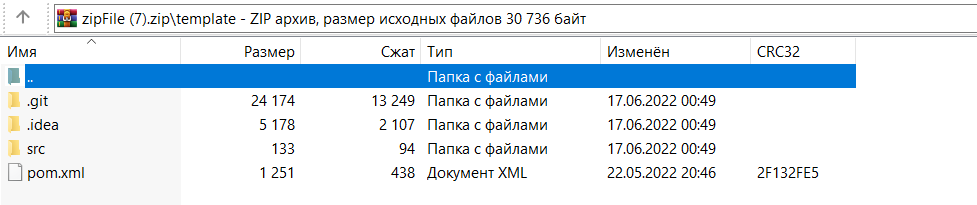 zipFile (7).zip\template - ZIP архив, размер исходных файлов 30 736 байт
Имя Размер Сжат Тип Изменён CRC32
.. Папка с файлами
.git 24 174 13 249 Папка с файлами 17.06.2022 00:49
.idea 5 178 2 107 Папка с файлами 17.06.2022 00:49
src 133 94 Папка с файлами 17.06.2022 00:49
pom.xml 1 251 438 Документ XML 22.05.2022 20:46 2F132FE5